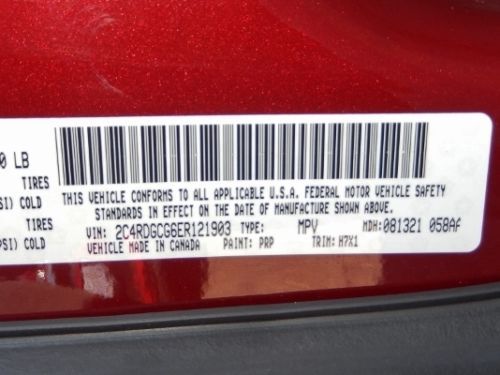 0 LB
TIRES
SI) COLD
TIRES
PSI) COLD
THIS VEHICLE CONFORMS TO ALL APPLICABLE U.S.A. FEDERAL MOTOR VEHICLE SAFETY
STANDARDS IN EFFECT ON THE DATE OF MANUFACTURE SHOWN ABOVE.
VIN: 2C4RDGCG6ER121903 TYPE: MPV MDH:081321 058AF
VEHICLE MADE IN CANADA PAINT: PRP TRIM: H7X1